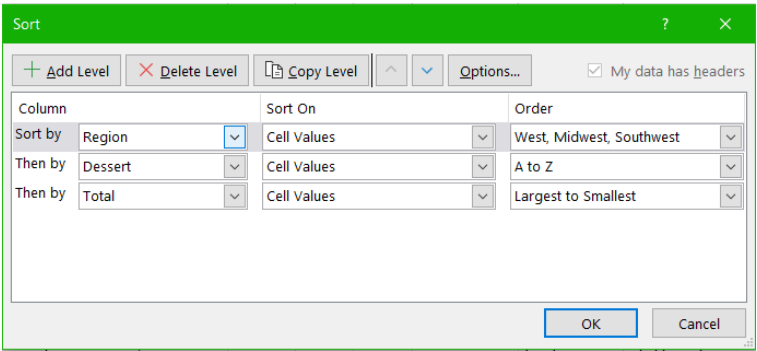 Sort ?
Add Level Delete Level Copy Level Options... My data has headers
Column Sort On Order
Sort by Region Cell Values West, Midwest, Southwest
Then by Dessert Cell Values A to Z
Then by Total Cell Values Largest to Smallest
OK Cancel